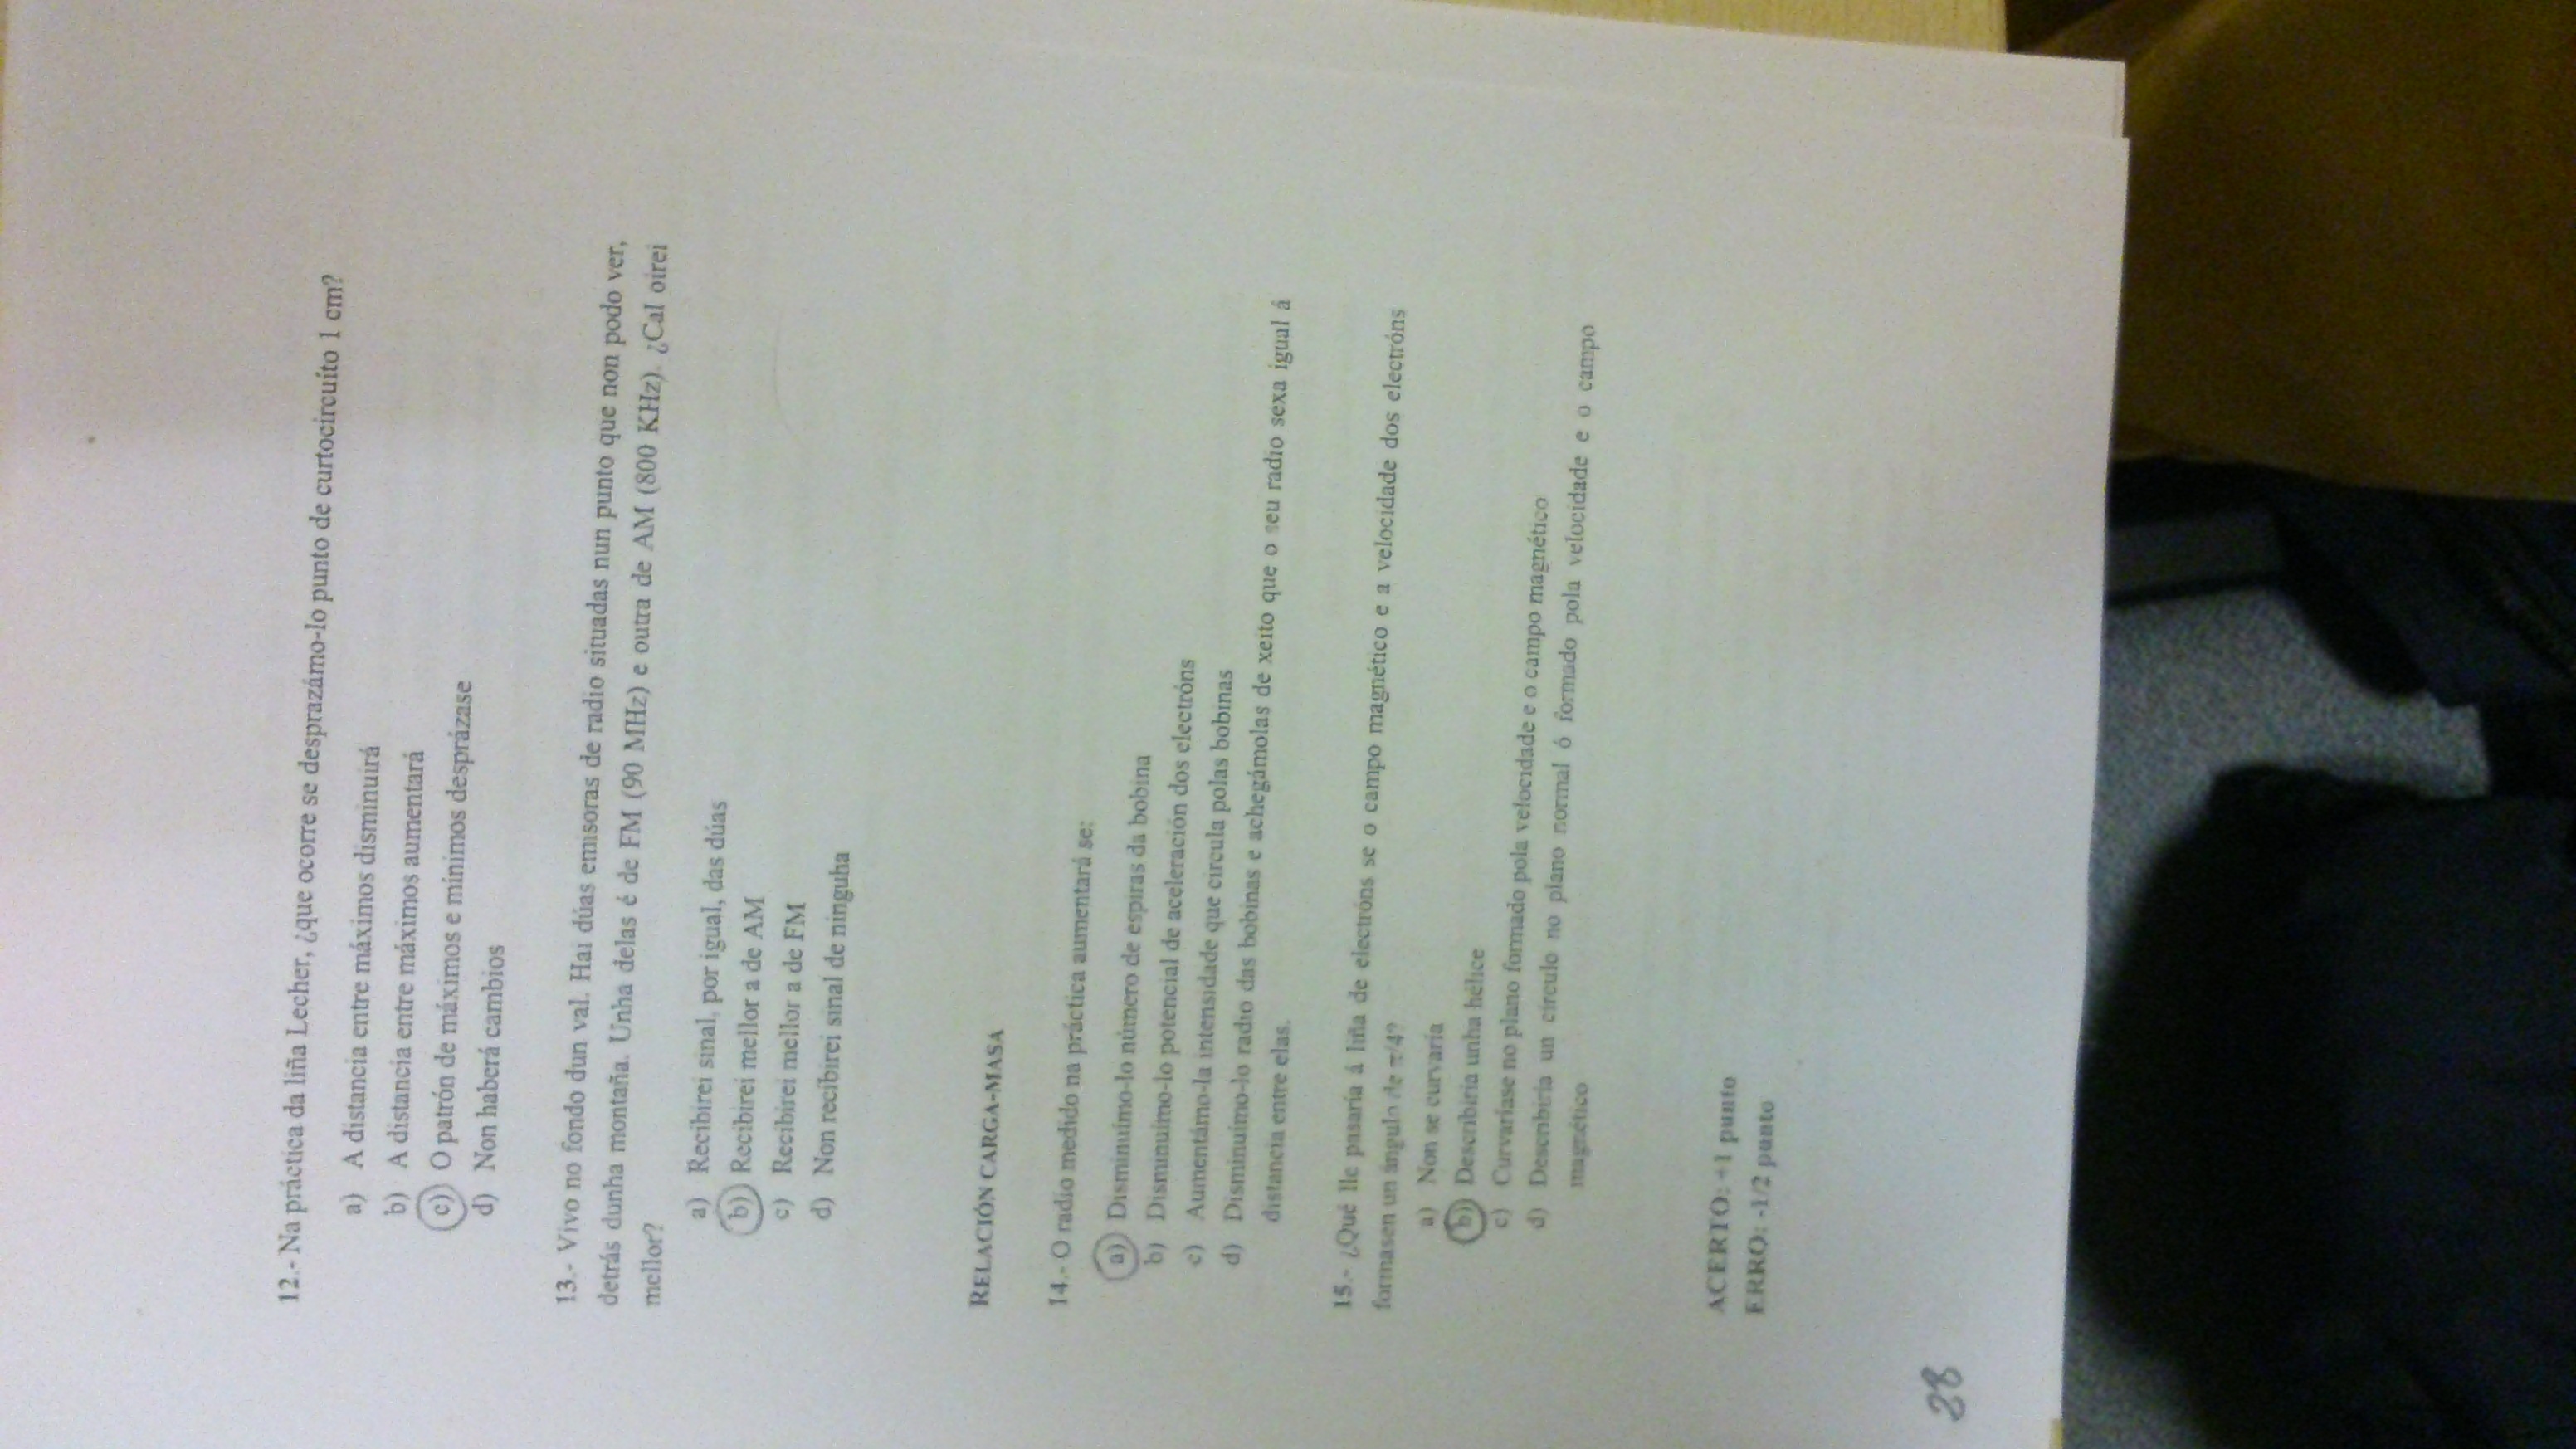 12.- Na práctica da liña Lecher, ¿que ocorre se desprazámo-lo punto de curtocircuíto 1 cm?
a) A distancia entre máximos disminuirá
b) A distancia entre máximos aumentará
c) O patrón de máximos e mínimos desprázase
d) Non haberá cambios
13.- Vivo no fondo dun val. Hai dúas emisoras de radio situadas nun punto que non podo ver,
detrás dunha montaña. Unha delas é de FM (90 MHz) e outra de AM (800 KHz). ¿Cal oirei
mellor?
a) Recibirei sinal, por igual, das dúas
b) Recibirei mellor a de AM
c) Recibirei mellor a de FM
d) Non recibirei sinal de ninguha
RELACIÓN CARGA-MASA
14.- O radio medido na práctica aumentará se:
a) Disminuímo-lo número de espiras da bobina
b) Disminuímo-lo potencial de aceleración dos electróns
c) Aumentámo-la intensidade que circula polas bobinas
d) Disminuímo-lo radio das bobinas e achegámolas de xeito que o seu radio sexa igual á
distancia entre elas.
15.- ¿Qué lle pasaría á liña de electróns se o campo magnético e a velocidade dos electróns
formasen un ángulo de π/4?
a) Non se curvaría
b) Describiría unha hélice
c) Curvaríase no plano formado pola velocidade e o campo magnético
d) Describiría un círculo no plano normal ó formado pola velocidade e o campo
magnético
ACERTO: +1 punto
ERRO: -1/2 punto
28